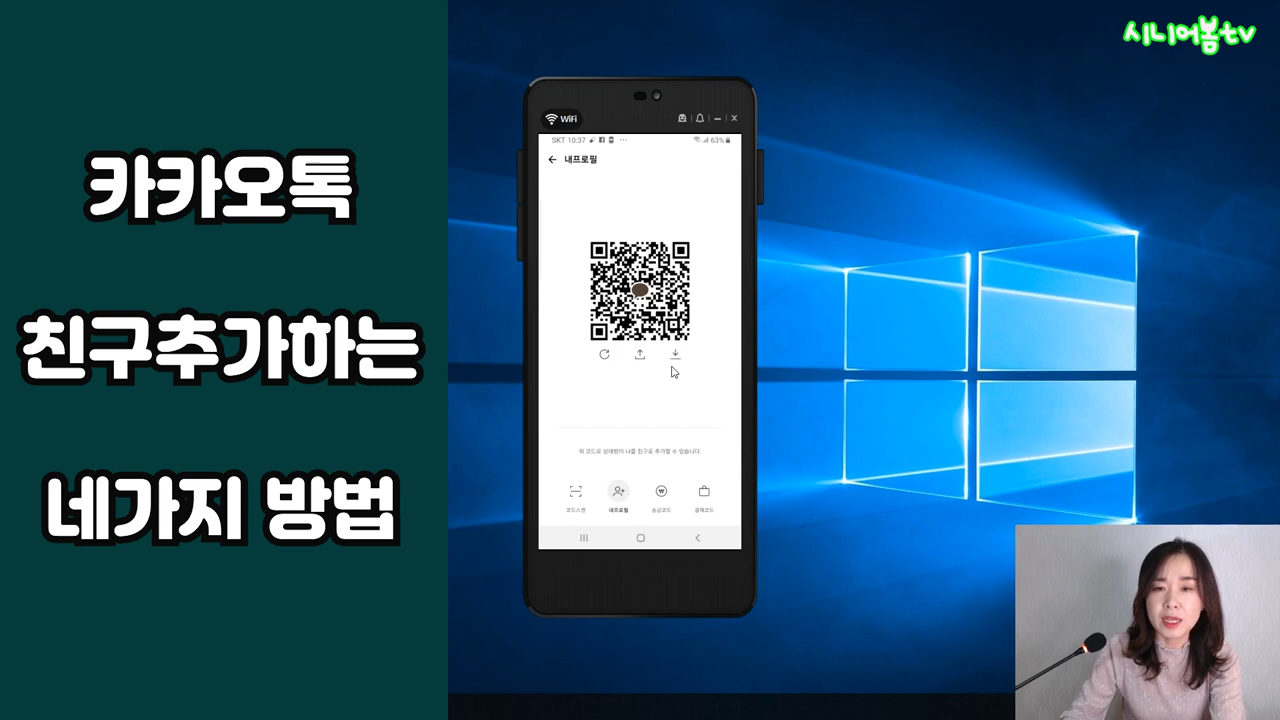 카카오톡
친구추가하는
네가지 방법
시니어봄tv
WiFi
SKT 10:37
63%
내프로필
위 코드로 상대방이 나를 친구로 추가할 수 있습니다.
코드스캔
내프로필
송금코드
결제코드